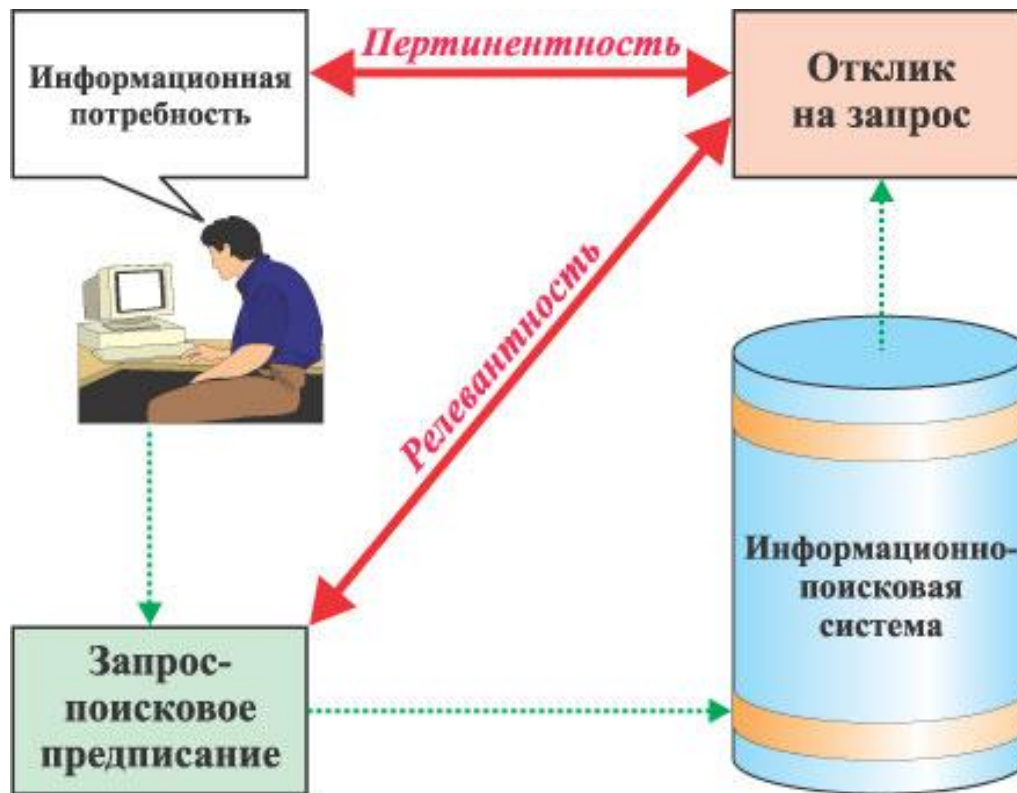 Пертинентность
Информационная
потребность
Отклик
на запрос
Релевантность
Информационно-
поисковая
система
Запрос-
поисковое
предписание